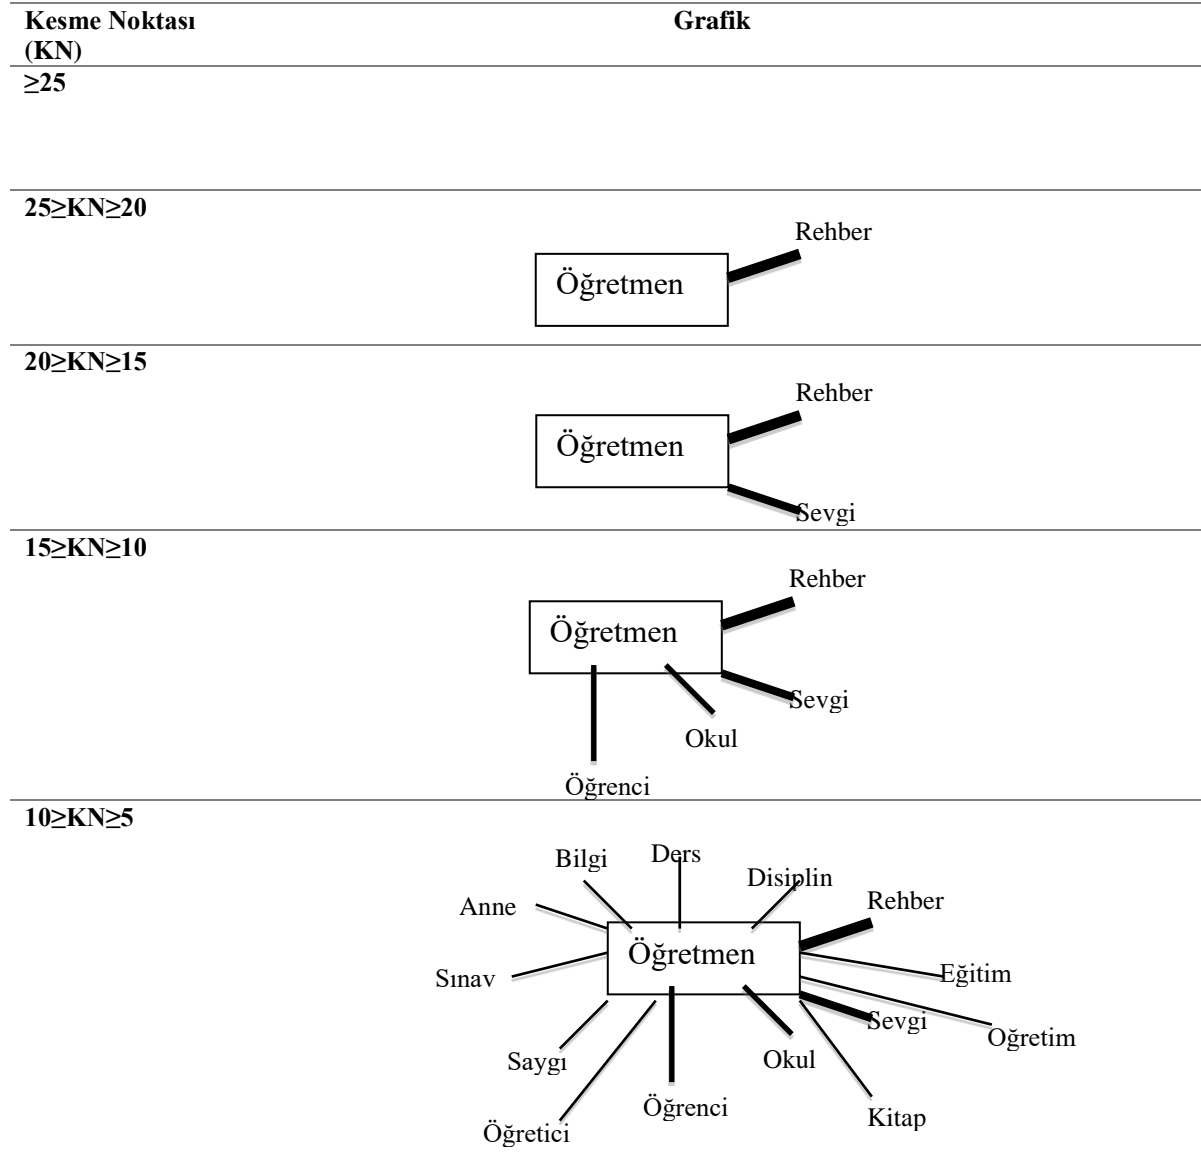 Kesme Noktası Grafik
(KN)
≥25
25≥KN≥20
Rehber
Öğretmen
20≥KN≥15
Rehber
Öğretmen
Sevgi
15≥KN≥10
Rehber
Öğretmen
Sevgi
Okul
Öğrenci
10≥KN≥5
Bilgi Ders
Disiplin
Anne Rehber
Öğretmen
Sınav Eğitim
Sevgi
Oğretim
Saygı Okul
Öğrenci Kitap
Öğretici